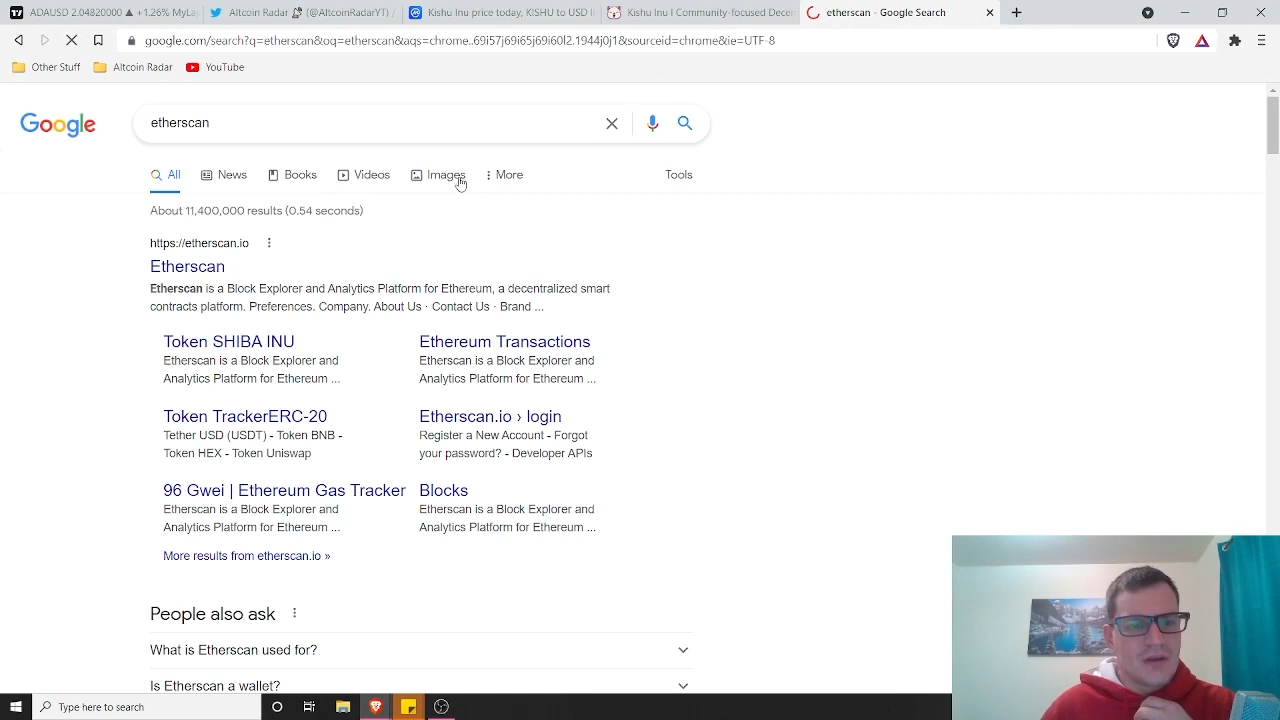 ADAUSD 2.04820000 ▲ +1.26% MyLa
Altcoin Radar 📡 (@AltcoinRadarYT) /
Kishu Inu price today, KISHU to USD li
Kishu Inu | Community-focused Decen
etherscan - Google Search
google.com/search?q=etherscan&oq=etherscan&aqs=chrome..69i57j69i65j69i60l2.1944j0j1&sourceid=chrome&ie=UTF-8
Other Stuff
Altcoin Radar
YouTube
Google
etherscan
All
News
Books
Videos
Images
More
Tools
About 11,400,000 results (0.54 seconds)
https://etherscan.io
Etherscan
Etherscan is a Block Explorer and Analytics Platform for Ethereum, a decentralized smart
contracts platform. Preferences. Company. About Us · Contact Us · Brand ...
Token SHIBA INU
Etherscan is a Block Explorer and
Analytics Platform for Ethereum ...
Ethereum Transactions
Etherscan is a Block Explorer and
Analytics Platform for Ethereum ...
Token TrackerERC-20
Tether USD (USDT) - Token BNB -
Token HEX - Token Uniswap
Etherscan.io › login
Register a New Account - Forgot
your password? - Developer APIs
96 Gwei | Ethereum Gas Tracker
Etherscan is a Block Explorer and
Analytics Platform for Ethereum ...
Blocks
Etherscan is a Block Explorer and
Analytics Platform for Ethereum ...
More results from etherscan.io »
People also ask
What is Etherscan used for?
Is Etherscan a wallet?
Type here to search